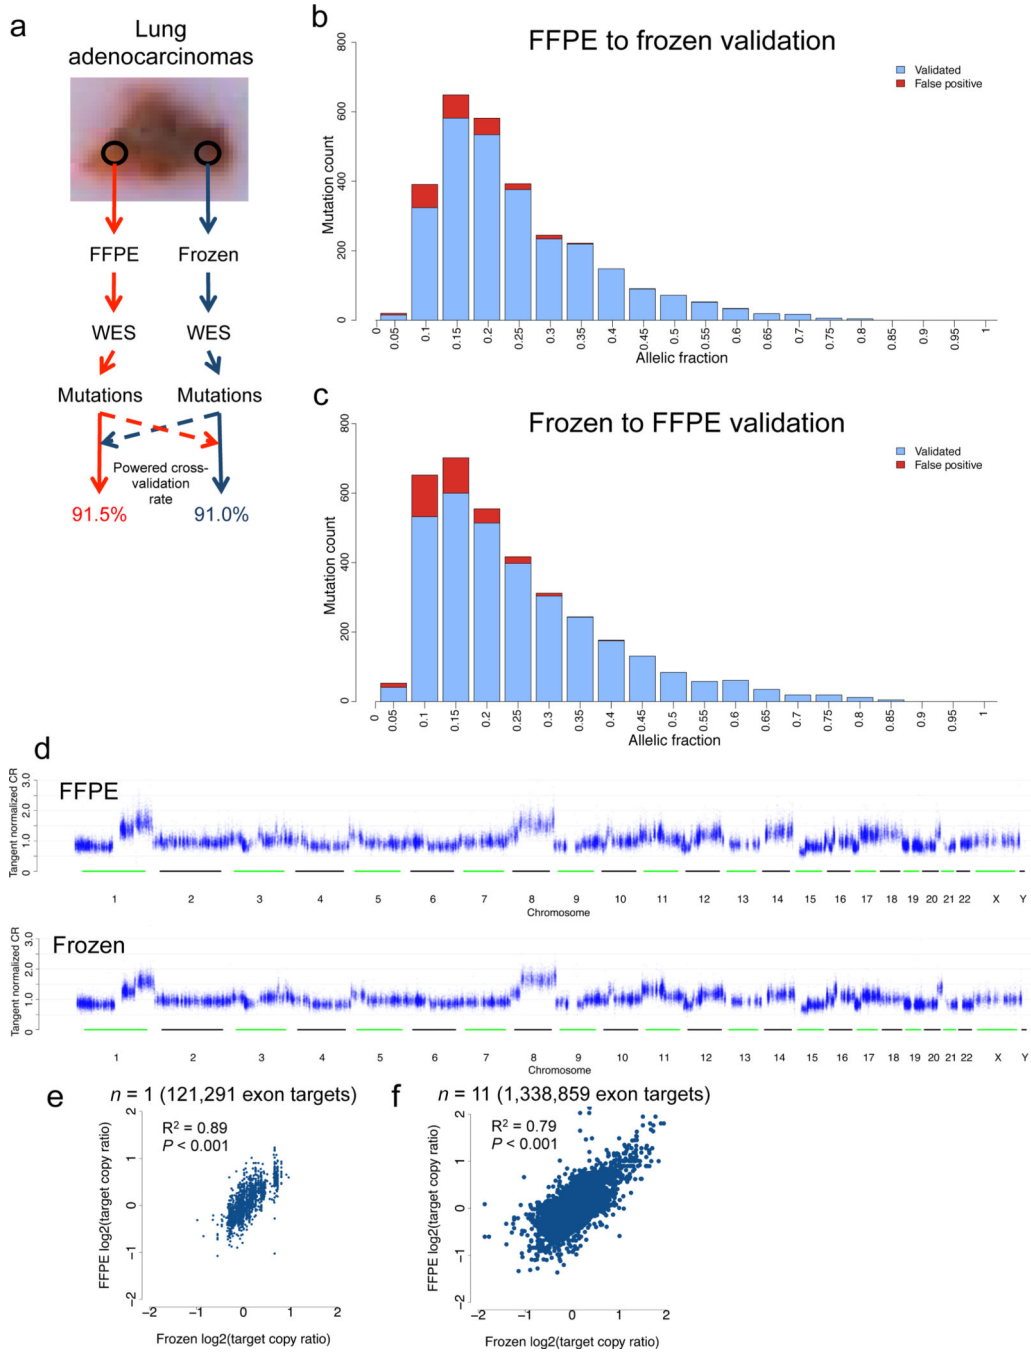 a
Lung
adenocarcinomas
FFPE
Frozen
WES
WES
Mutations
Mutations
Powered cross-
validation
rate
91.5%
91.0%
b
FFPE to frozen validation
Validated
False positive
Mutation count
800
600
400
200
0
0 0.05 0.1 0.15 0.2 0.25 0.3 0.35 0.4 0.45 0.5 0.55 0.6 0.65 0.7 0.75 0.8 0.85 0.9 0.95 1
Allelic fraction
c
Frozen to FFPE validation
Validated
False positive
Mutation count
800
600
400
200
0
0 0.05 0.1 0.15 0.2 0.25 0.3 0.35 0.4 0.45 0.5 0.55 0.6 0.65 0.7 0.75 0.8 0.85 0.9 0.95 1
Allelic fraction
d
FFPE
Tangent normalized CR
3.0
2.0
1.0
0
1 2 3 4 5 6 7 8 9 10 11 12 13 14 15 16 17 18 19 20 21 22 X Y
Chromosome
Frozen
Tangent normalized CR
3.0
2.0
1.0
0
1 2 3 4 5 6 7 8 9 10 11 12 13 14 15 16 17 18 19 20 21 22 X Y
Chromosome
e
n = 1 (121,291 exon targets)
R² = 0.89
P < 0.001
FFPE log2(target copy ratio)
2
1
0
−1
−2
−2 −1 0 1 2
Frozen log2(target copy ratio)
f
n = 11 (1,338,859 exon targets)
R² = 0.79
P < 0.001
FFPE log2(target copy ratio)
2
1
0
−1
−2
−2 −1 0 1 2
Frozen log2(target copy ratio)